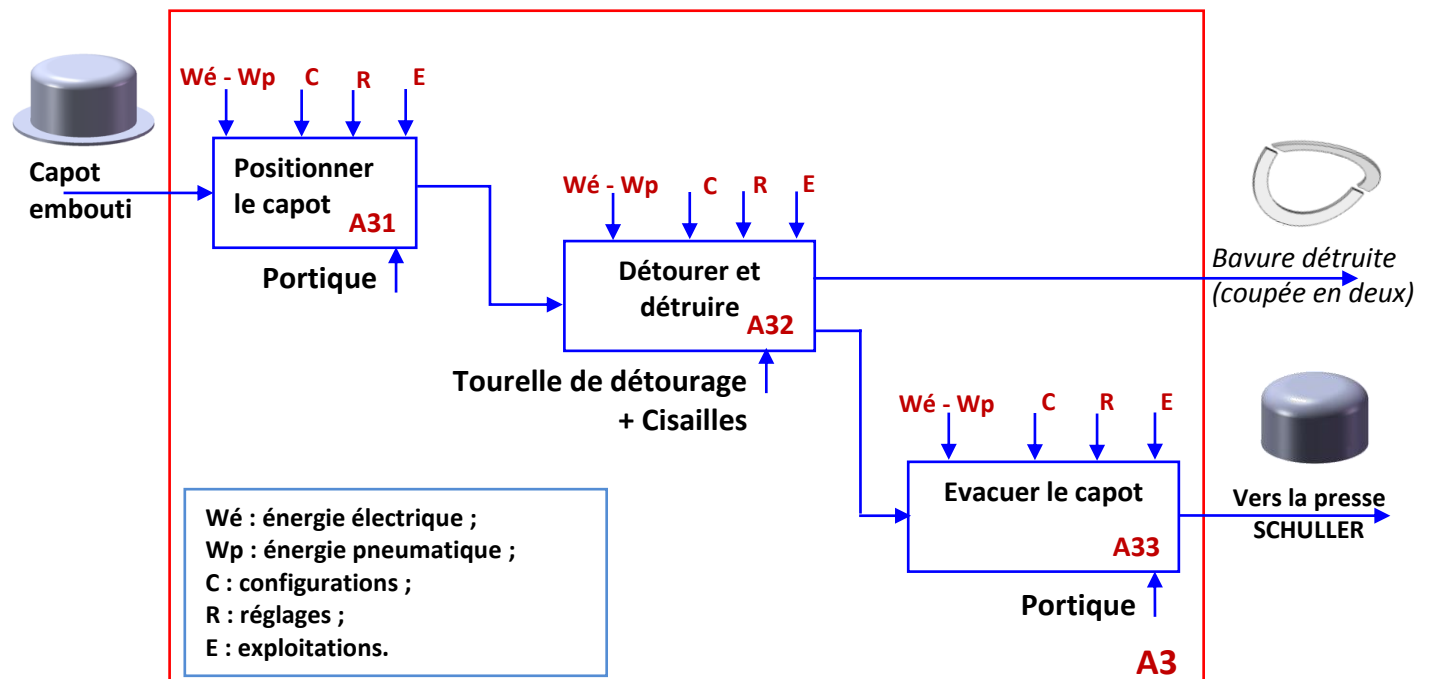 Capot
embouti
Wé - Wp C R E
Positionner
le capot
A31
Portique
Wé - Wp C R E
Détourer et
détruire
A32
Tourelle de détourage
+ Cisailles
Bavure détruite
(coupée en deux)
Wé - Wp C R E
Evacuer le capot
A33
Portique
Vers la presse
SCHULLER
Wé : énergie électrique ;
Wp : énergie pneumatique ;
C : configurations ;
R : réglages ;
E : exploitations.
A3